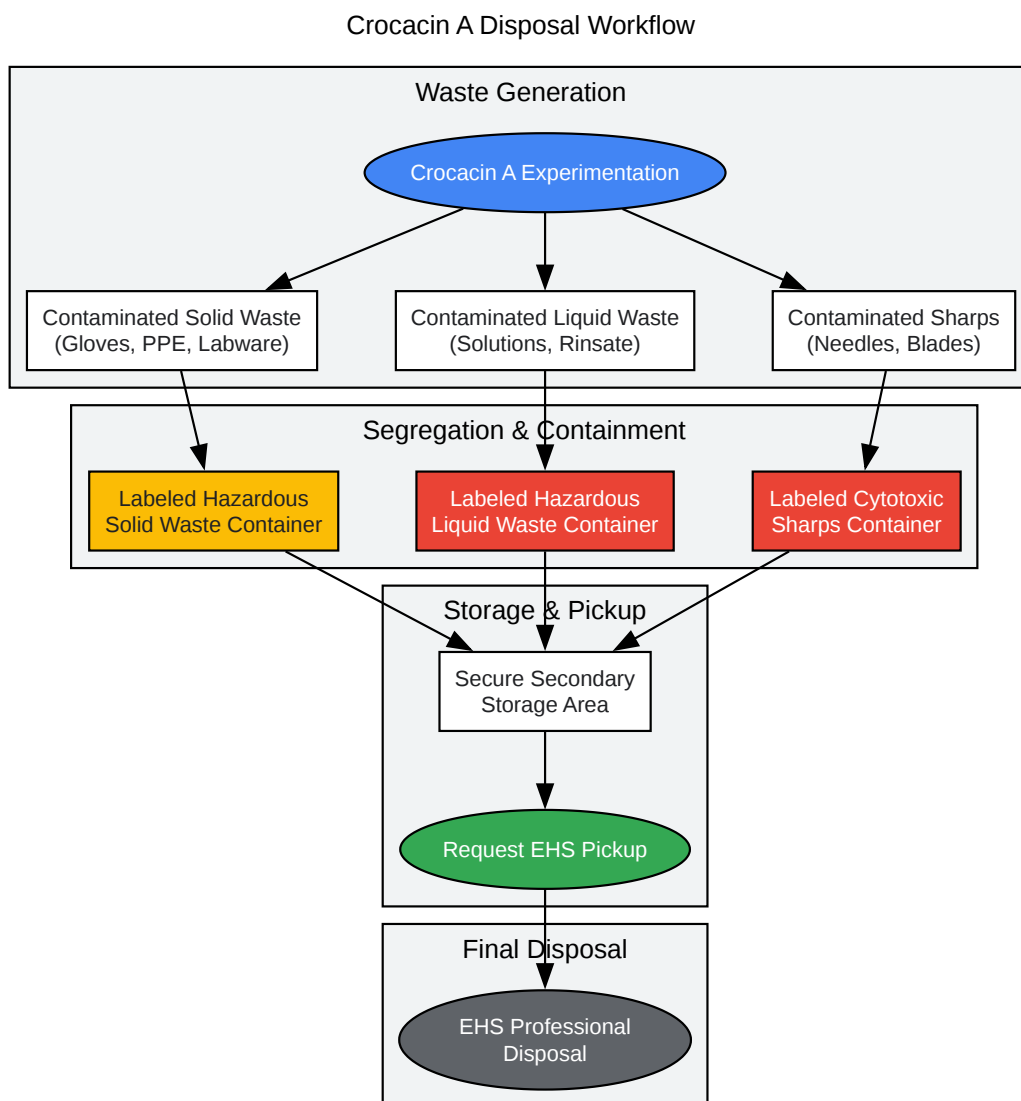 Crocacin A Disposal Workflow
Waste Generation
Crocacin A Experimentation
Contaminated Solid Waste
(Gloves, PPE, Labware)
Contaminated Liquid Waste
(Solutions, Rinsate)
Contaminated Sharps
(Needles, Blades)
Segregation & Containment
Labeled Hazardous
Solid Waste Container
Labeled Hazardous
Liquid Waste Container
Labeled Cytotoxic
Sharps Container
Storage & Pickup
Secure Secondary
Storage Area
Request EHS Pickup
Final Disposal
EHS Professional
Disposal